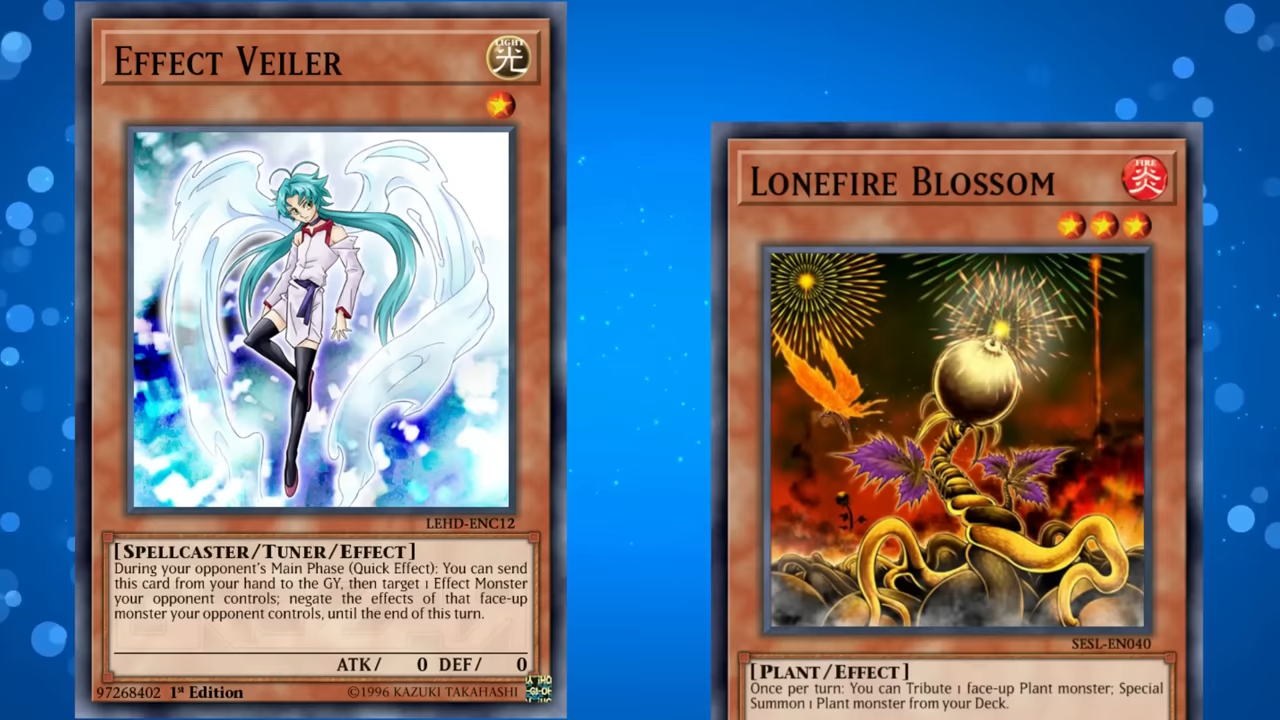 EFFECT VEILER
LIGHT
光
LEHD-ENC12
[SPELLCASTER/TUNER/EFFECT]
During your opponent's Main Phase (Quick Effect): You can send
this card from your hand to the GY, then target 1 Effect Monster
your opponent controls; negate the effects of that face-up
monster your opponent controls, until the end of this turn.
ATK/ 0 DEF/ 0
97268402 1st Edition ©1996 KAZUKI TAKAHASHI
LONEFIRE BLOSSOM
FIRE
炎
SESL-EN040
[PLANT/EFFECT]
Once per turn: You can Tribute 1 face-up Plant monster; Special
Summon 1 Plant monster from your Deck.